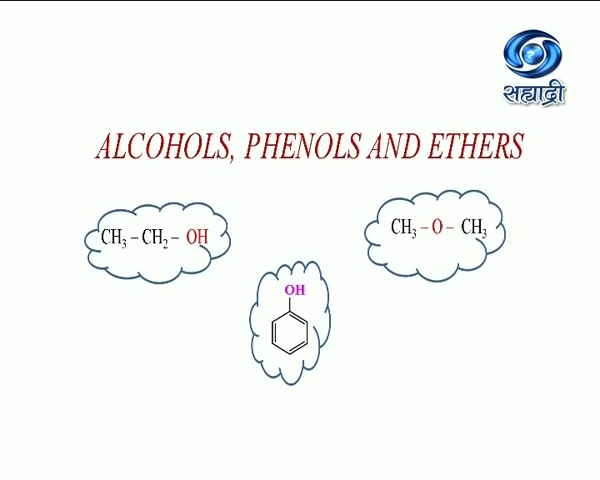 सह्याद्री
ALCOHOLS, PHENOLS AND ETHERS
CH₃ – CH₂ – OH
CH₃ – O – CH₃
OH